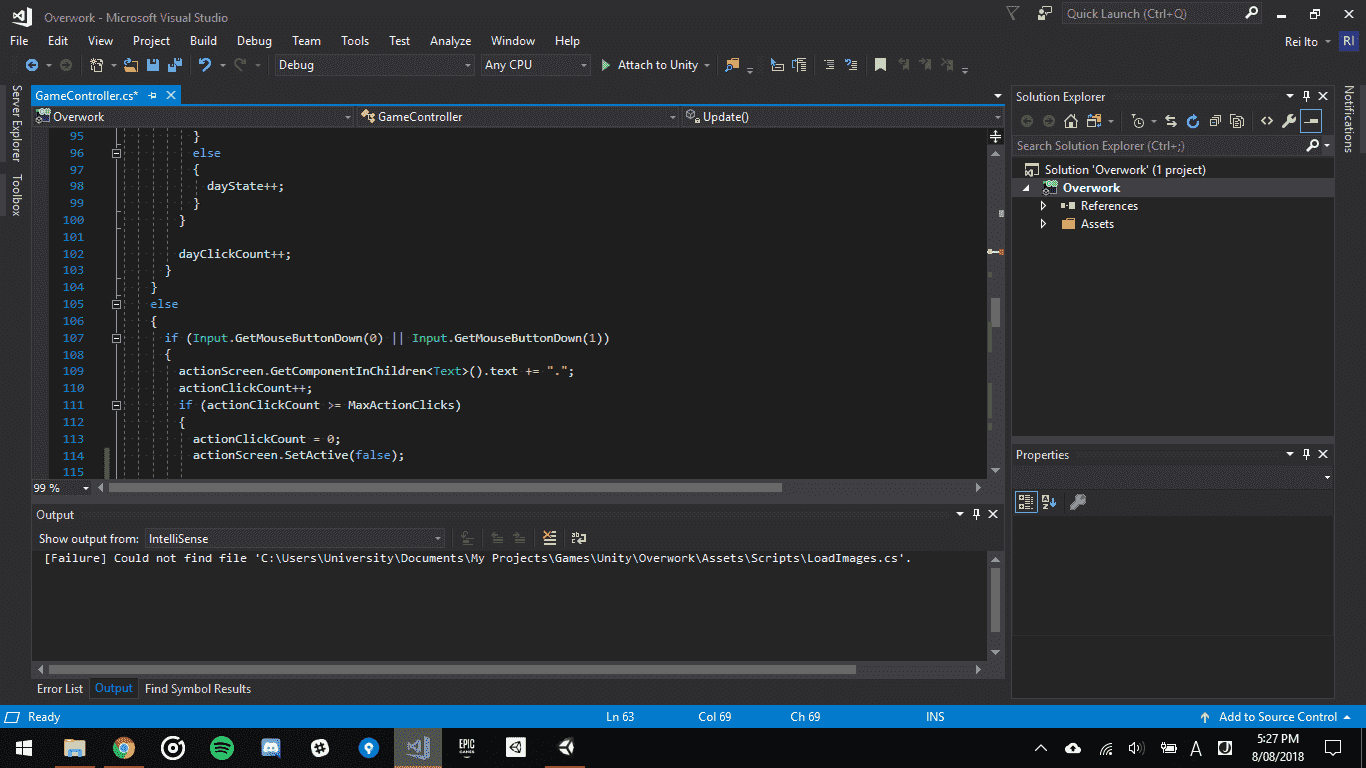 Overwork - Microsoft Visual Studio
Quick Launch (Ctrl+Q)
File Edit View Project Build Debug Team Tools Test Analyze Window Help
Rei Ito RI
Debug Any CPU Attach to Unity
Server Explorer
Toolbox
GameController.cs*
Overwork GameController Update()
95 }
96 else
97 {
98 dayState++;
99 }
100 }
101
102 dayClickCount++;
103 }
104 }
105 else
106 {
107 if (Input.GetMouseButtonDown(0) || Input.GetMouseButtonDown(1))
108 {
109 actionScreen.GetComponentInChildren<Text>().text += ".";
110 actionClickCount++;
111 if (actionClickCount >= MaxActionClicks)
112 {
113 actionClickCount = 0;
114 actionScreen.SetActive(false);
115
99 %
Output
Show output from: IntelliSense
[Failure] Could not find file 'C:\Users\University\Documents\My Projects\Games\Unity\Overwork\Assets\Scripts\LoadImages.cs'.
Error List Output Find Symbol Results
Solution Explorer
Search Solution Explorer (Ctrl+;)
Solution 'Overwork' (1 project)
Overwork
References
Assets
Properties
Notifications
Ready Ln 63 Col 69 Ch 69 INS Add to Source Control
EPIC
GAMES
A J
5:27 PM
8/08/2018